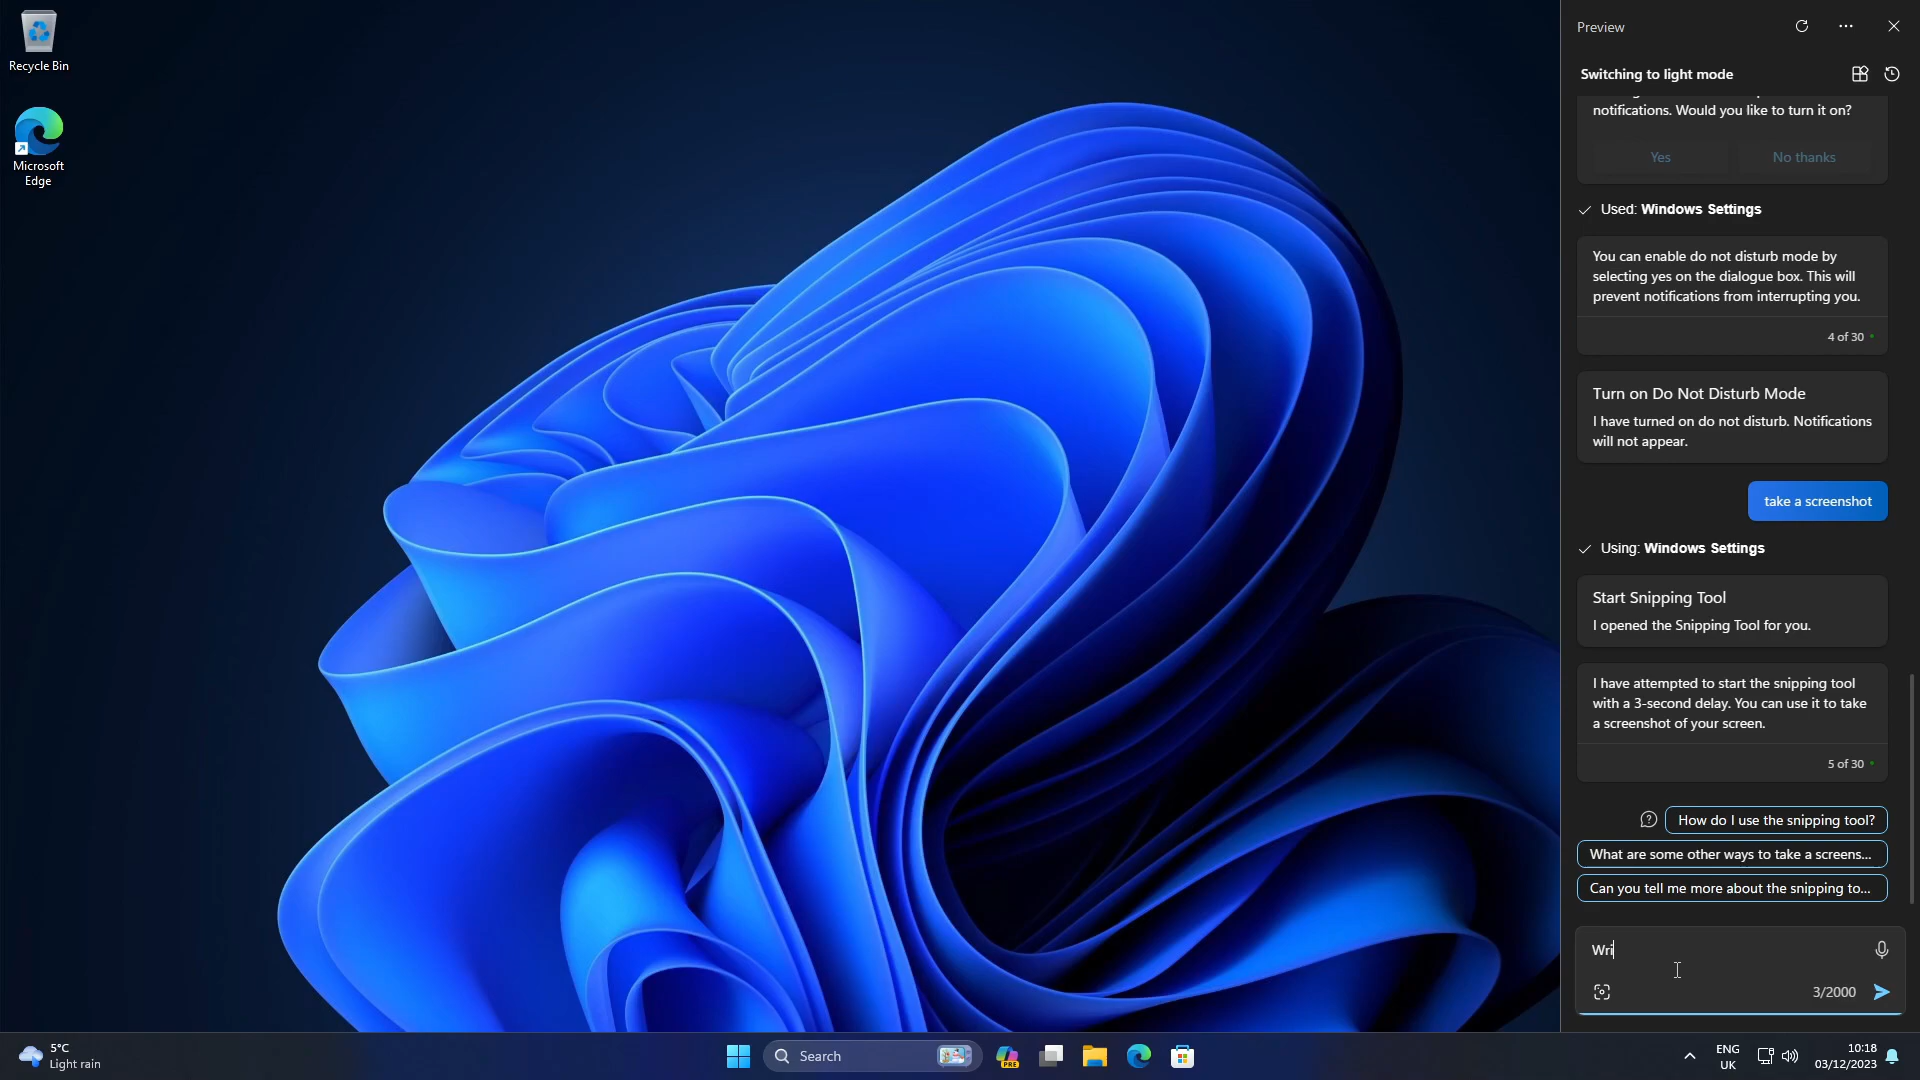 Recycle Bin
Microsoft
Edge
Preview
Switching to light mode
notifications. Would you like to turn it on?
Yes
No thanks
Used: Windows Settings
You can enable do not disturb mode by
selecting yes on the dialogue box. This will
prevent notifications from interrupting you.
4 of 30
Turn on Do Not Disturb Mode
I have turned on do not disturb. Notifications
will not appear.
take a screenshot
Using: Windows Settings
Start Snipping Tool
I opened the Snipping Tool for you.
I have attempted to start the snipping tool
with a 3-second delay. You can use it to take
a screenshot of your screen.
5 of 30
How do I use the snipping tool?
What are some other ways to take a screens...
Can you tell me more about the snipping to...
Wri
3/2000
5°C
Light rain
Search
PRE
ENG
UK
10:18
03/12/2023